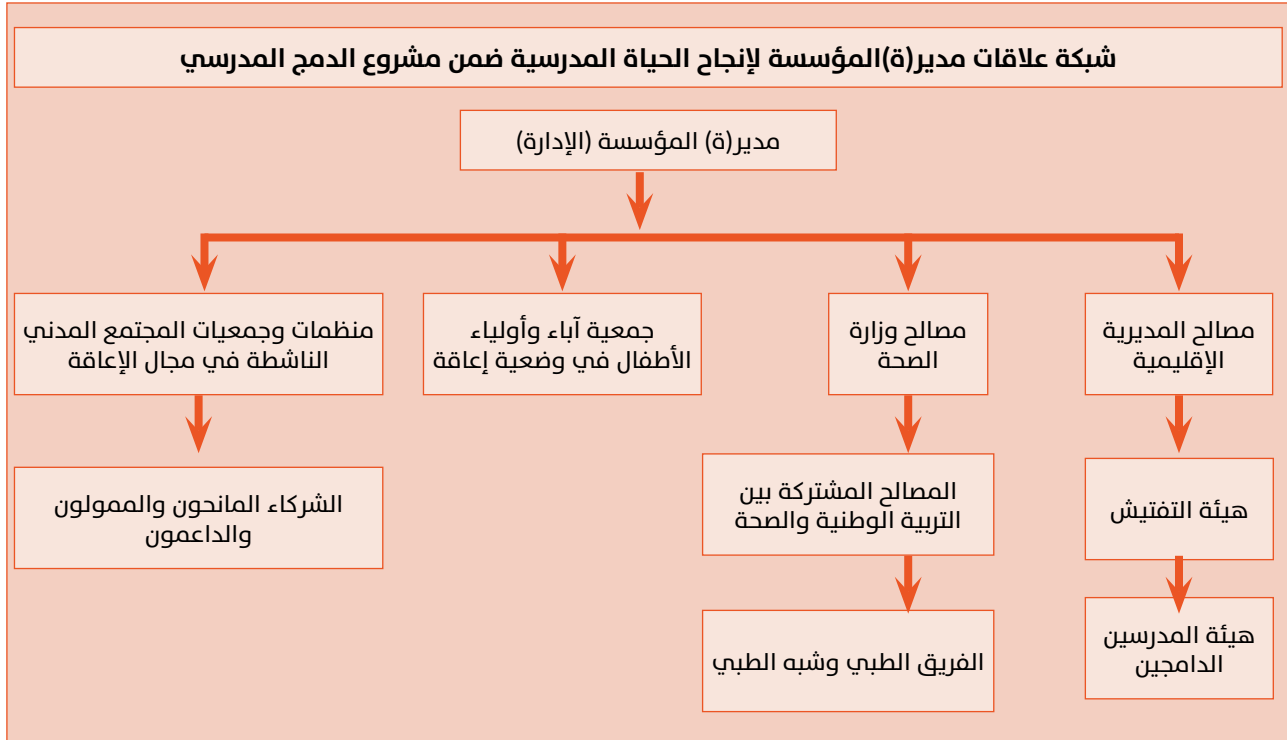 شبكة علاقات مدير(ة)المؤسسة لإنجاح الحياة المدرسية ضمن مشروع الدمج المدرسي
مدير(ة) المؤسسة (الإدارة)
مصالح المديرية
الإقليمية
مصالح وزارة
الصحة
جمعية آباء وأولياء
الأطفال في وضعية إعاقة
منظمات وجمعيات المجتمع المدني
الناشطة في مجال الإعاقة
هيئة التفتيش
المصالح المشتركة بين
التربية الوطنية والصحة
الشركاء المانحون والممولون
والداعمون
هيئة المدرسين
الدامجين
الفريق الطبي وشبه الطبي